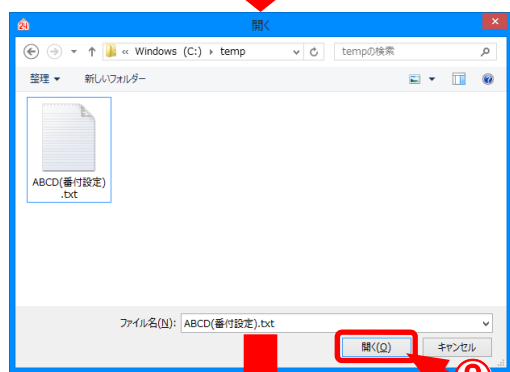 24
開く
« Windows (C:) › temp
tempの検索
整理
新しいフォルダー
ABCD(番付設定)
.txt
ファイル名(N): ABCD(番付設定).txt
開く(O)
キャンセル